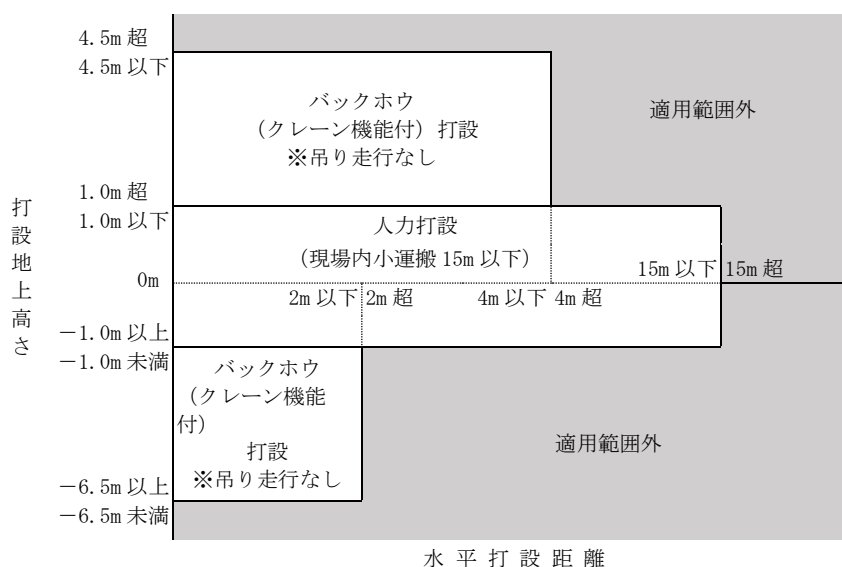 4.5m 超
4.5m 以下
バックホウ
(クレーン機能付)打設
※吊り走行なし
適用範囲外
打設地上高さ
1.0m 超
1.0m 以下
人力打設
(現場内小運搬 15m 以下)
15m 以下 15m 超
0m
2m 以下 2m 超 4m 以下 4m 超
-1.0m 以上
-1.0m 未満
バックホウ
(クレーン機能
付)
打設
※吊り走行なし
適用範囲外
-6.5m 以上
-6.5m 未満
水平打設距離